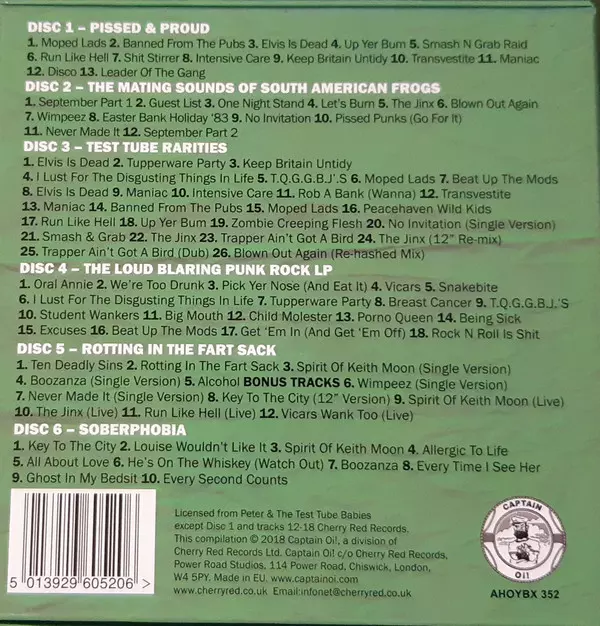 DISC 1 – PISSED & PROUD
1. Moped Lads 2. Banned From The Pubs 3. Elvis Is Dead 4. Up Yer Bum 5. Smash N Grab Raid
6. Run Like Hell 7. Shit Stirrer 8. Intensive Care 9. Keep Britain Untidy 10. Transvestite 11. Maniac
12. Disco 13. Leader Of The Gang
DISC 2 – THE MATING SOUNDS OF SOUTH AMERICAN FROGS
1. September Part 1 2. Guest List 3. One Night Stand 4. Let's Burn 5. The Jinx 6. Blown Out Again
7. Wimpeez 8. Easter Bank Holiday '83 9. No Invitation 10. Pissed Punks (Go For It)
11. Never Made It 12. September Part 2
DISC 3 – TEST TUBE RARITIES
1. Elvis Is Dead 2. Tupperware Party 3. Keep Britain Untidy
4. I Lust For The Disgusting Things In Life 5. T.Q.G.G.B.J.'S 6. Moped Lads 7. Beat Up The Mods
8. Elvis Is Dead 9. Maniac 10. Intensive Care 11. Rob A Bank (Wanna) 12. Transvestite
13. Maniac 14. Banned From The Pubs 15. Moped Lads 16. Peacehaven Wild Kids
17. Run Like Hell 18. Up Yer Bum 19. Zombie Creeping Flesh 20. No Invitation (Single Version)
21. Smash & Grab 22. The Jinx 23. Trapper Ain't Got A Bird 24. The Jinx (12" Re-mix)
25. Trapper Ain't Got A Bird (Dub) 26. Blown Out Again (Re-hashed Mix)
DISC 4 – THE LOUD BLARING PUNK ROCK LP
1. Oral Annie 2. We're Too Drunk 3. Pick Yer Nose (And Eat It) 4. Vicars 5. Snakebite
6. I Lust For The Disgusting Things In Life 7. Tupperware Party 8. Breast Cancer 9. T.Q.G.G.B.J.'S
10. Student Wankers 11. Big Mouth 12. Child Molester 13. Porno Queen 14. Being Sick
15. Excuses 16. Beat Up The Mods 17. Get 'Em In (And Get 'Em Off) 18. Rock N Roll Is Shit
DISC 5 – ROTTING IN THE FART SACK
1. Ten Deadly Sins 2. Rotting In The Fart Sack 3. Spirit Of Keith Moon (Single Version)
4. Boozanza (Single Version) 5. Alcohol BONUS TRACKS 6. Wimpeez (Single Version)
7. Never Made It (Single Version) 8. Key To The City (12" Version) 9. Spirit Of Keith Moon (Live)
10. The Jinx (Live) 11. Run Like Hell (Live) 12. Vicars Wank Too (Live)
DISC 6 – SOBERPHOBIA
1. Key To The City 2. Louise Wouldn't Like It 3. Spirit Of Keith Moon 4. Allergic To Life
5. All About Love 6. He's On The Whiskey (Watch Out) 7. Boozanza 8. Every Time I See Her
9. Ghost In My Bedsit 10. Every Second Counts
Licensed from Peter & The Test Tube Babies
except Disc 1 and tracks 12-18 Cherry Red Records.
This compilation © 2018 Captain Oi!, a division of
Cherry Red Records Ltd. Captain Oi! c/o Cherry Red Records,
Power Road Studios, 114 Power Road, Chiswick, London,
W4 5PY. Made in EU. www.captainoi.com
www.cherryred.co.uk Email:infonet@cherryred.co.uk
5 013929 605206 >
CAPTAIN
Oi!
AHOYBX 352